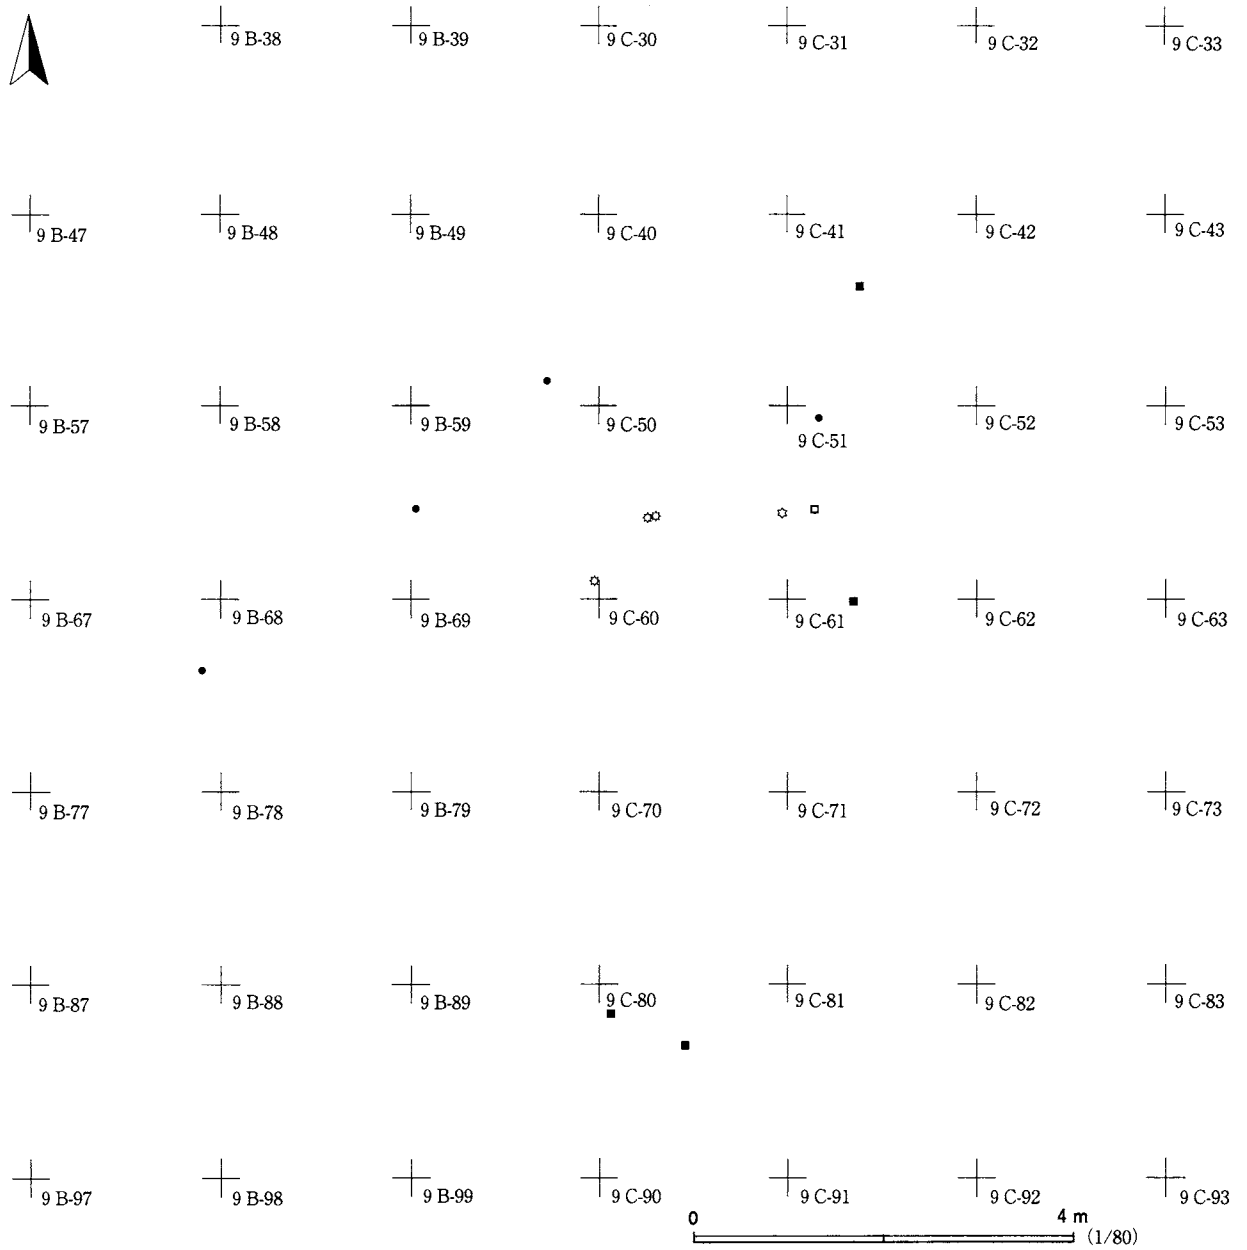 9 B-38 9 B-39 9 C-30 9 C-31 9 C-32 9 C-33
9 B-47 9 B-48 9 B-49 9 C-40 9 C-41 9 C-42 9 C-43
9 B-57 9 B-58 9 B-59 9 C-50 9 C-51 9 C-52 9 C-53
9 B-67 9 B-68 9 B-69 9 C-60 9 C-61 9 C-62 9 C-63
9 B-77 9 B-78 9 B-79 9 C-70 9 C-71 9 C-72 9 C-73
9 B-87 9 B-88 9 B-89 9 C-80 9 C-81 9 C-82 9 C-83
9 B-97 9 B-98 9 B-99 9 C-90 9 C-91 9 C-92 9 C-93
0 4 m
(1/80)